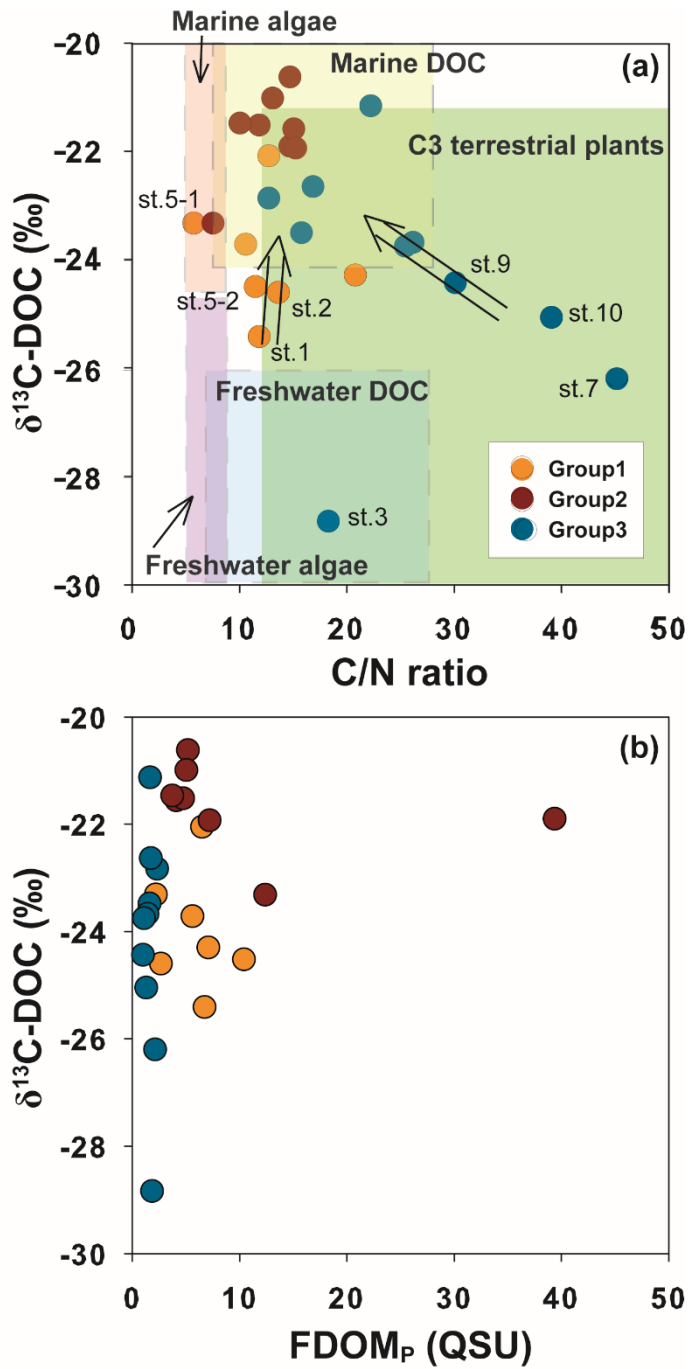 Marine algae
-20
-22
-24
-26
-28
-30
δ¹³C-DOC (‰)
(a)
Marine DOC
C3 terrestrial plants
st.5-1
st.9
st.5-2
st.2
st.10
st.1
st.7
Freshwater DOC
Group1
Group2
Group3
st.3
Freshwater algae
0 10 20 30 40 50
C/N ratio
(b)
-20
-22
-24
-26
-28
-30
δ¹³C-DOC (‰)
0 10 20 30 40 50
FDOMₚ (QSU)